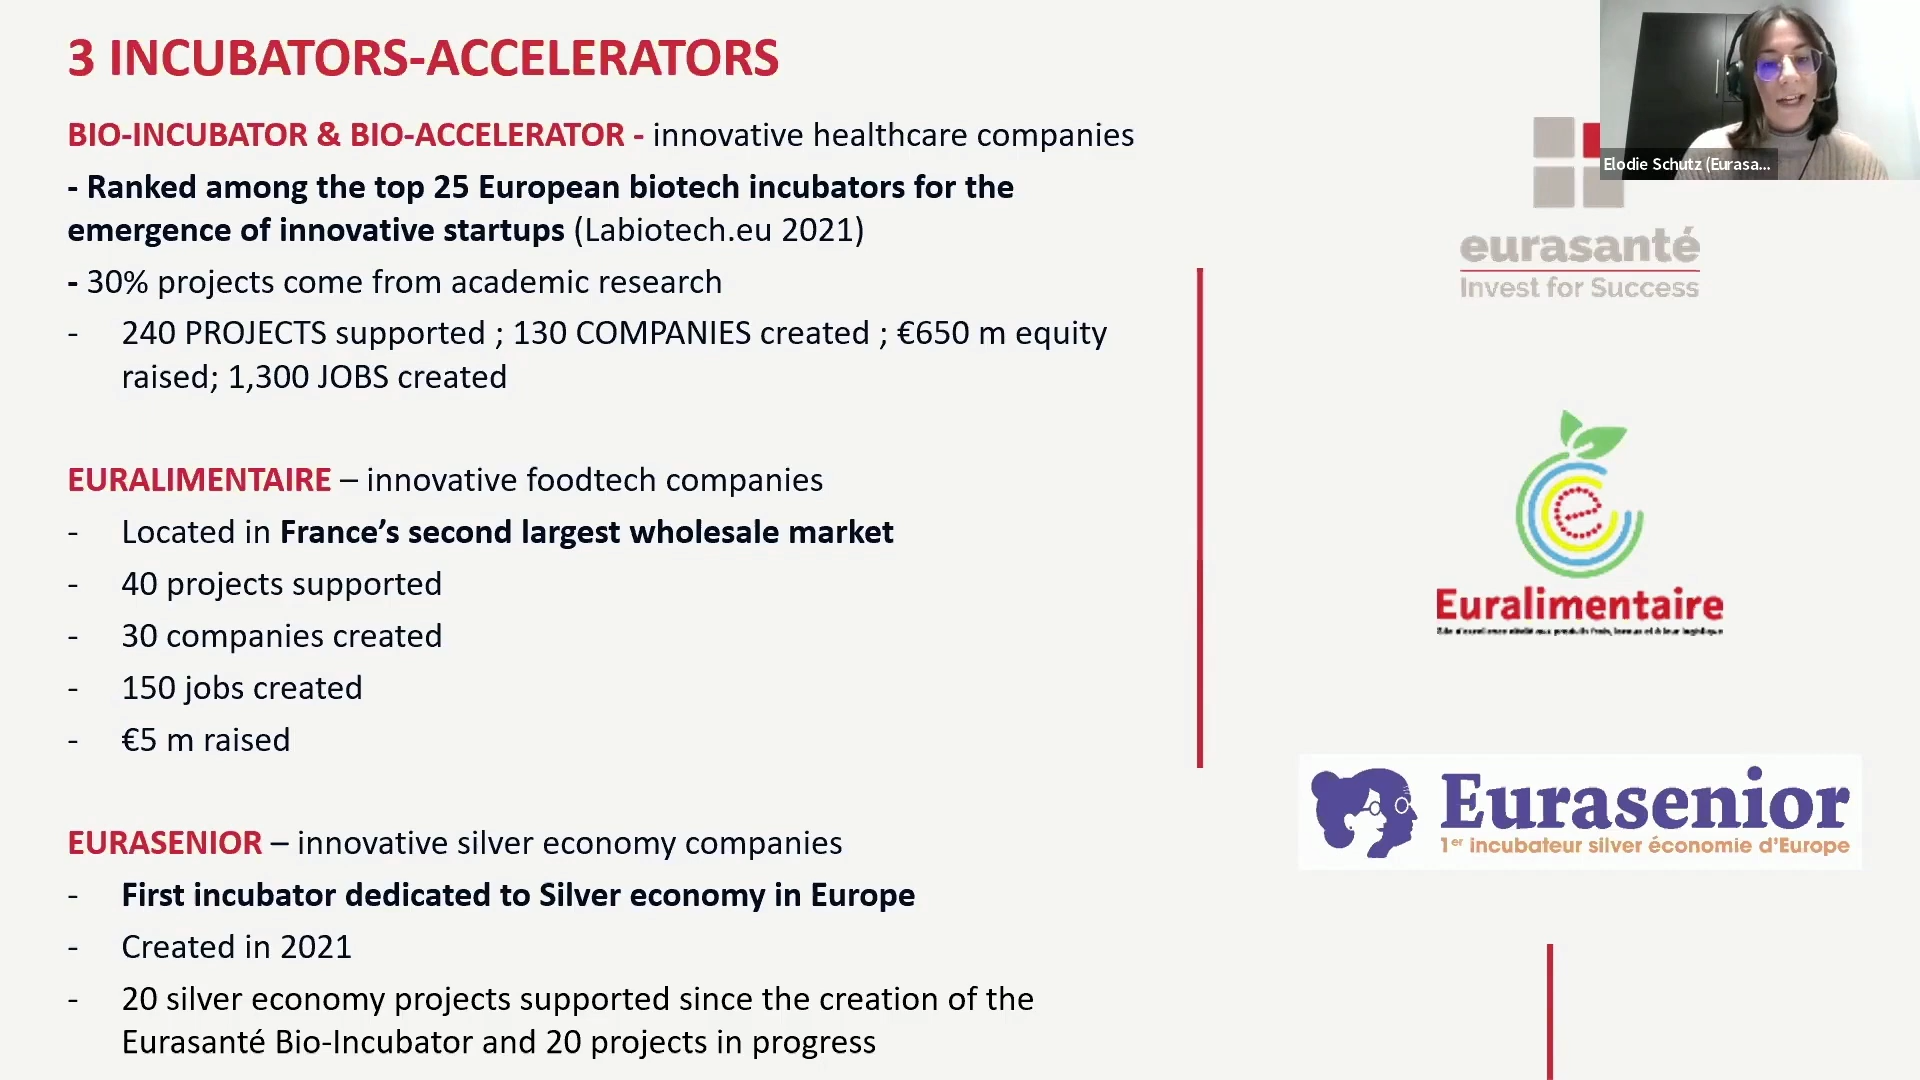 3 INCUBATORS-ACCELERATORS
BIO-INCUBATOR & BIO-ACCELERATOR - innovative healthcare companies
- Ranked among the top 25 European biotech incubators for the
emergence of innovative startups (Labiotech.eu 2021)
- 30% projects come from academic research
- 240 PROJECTS supported ; 130 COMPANIES created ; €650 m equity
raised; 1,300 JOBS created
EURALIMENTAIRE – innovative foodtech companies
- Located in France’s second largest wholesale market
- 40 projects supported
- 30 companies created
- 150 jobs created
- €5 m raised
EURASENIOR – innovative silver economy companies
- First incubator dedicated to Silver economy in Europe
- Created in 2021
- 20 silver economy projects supported since the creation of the
Eurasanté Bio-Incubator and 20 projects in progress
Elodie Schutz (Eurasa...
eurasanté
Invest for Success
e
Euralimentaire
Eurasenior
1er incubateur silver économie d'Europe